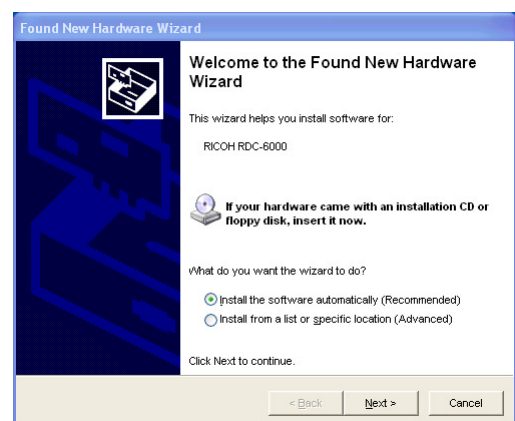 Found New Hardware Wizard
Welcome to the Found New Hardware
Wizard
This wizard helps you install software for:
RICOH RDC-6000
If your hardware came with an installation CD or
floppy disk, insert it now.
What do you want the wizard to do?
Install the software automatically (Recommended)
Install from a list or specific location (Advanced)
Click Next to continue.
< Back Next > Cancel